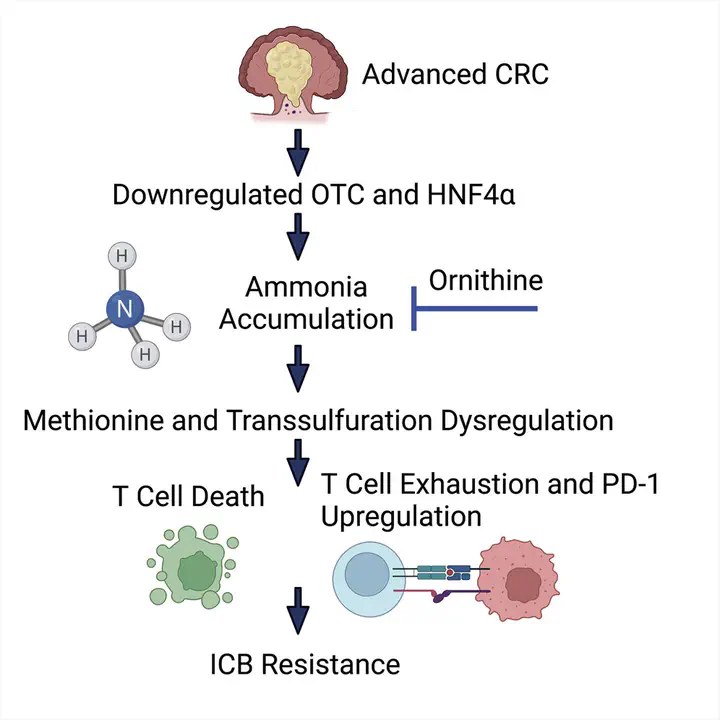 Advanced CRC
Downregulated OTC and HNF4α
H
N
H
H
H
Ammonia
Accumulation
Ornithine
Methionine and Transsulfuration Dysregulation
T Cell Death
T Cell Exhaustion and PD-1
Upregulation
ICB Resistance